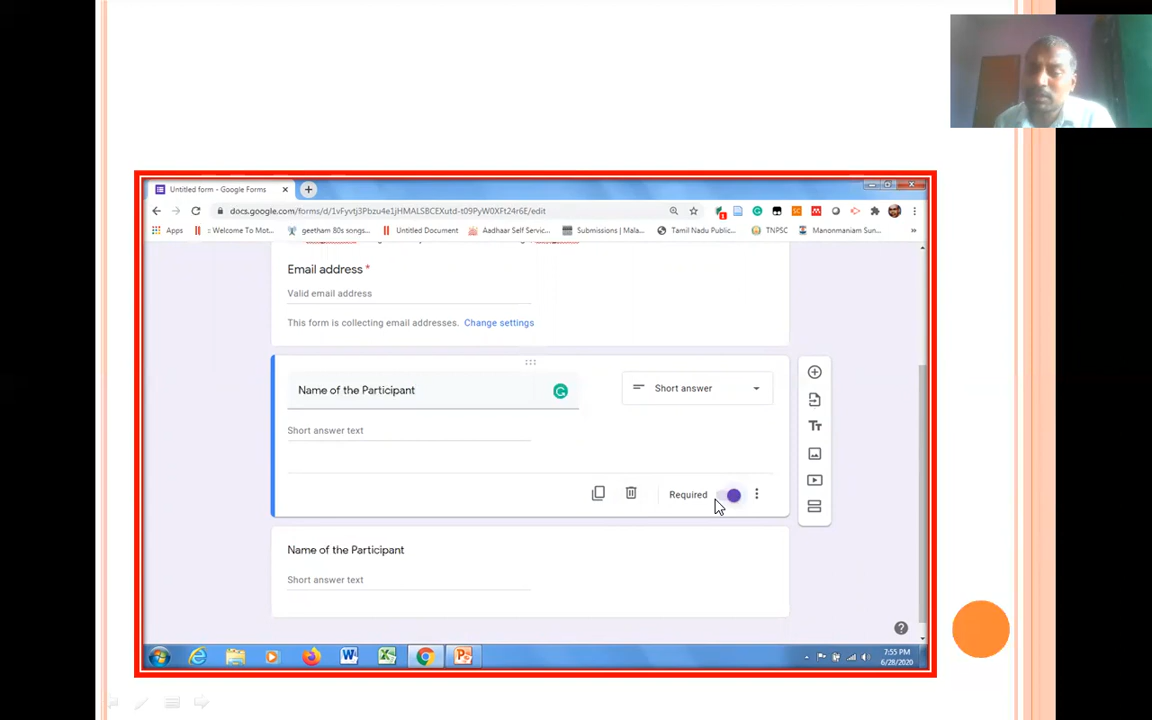 Untitled form - Google Forms
docs.google.com/forms/d/1vFyvtj3Pbzu4e1jHMALSBCEXutd-t09PyW0XFt24r6E/edit
1
Apps
:: Welcome To Mot...
geetham 80s songs...
Untitled Document
Aadhaar Self Servic...
Submissions | Mala...
Tamil Nadu Public...
TNPSC
Manonmaniam Sun...
»
Email address *
Valid email address
This form is collecting email addresses. Change settings
Name of the Participant
Short answer
Short answer text
Tt
Required
Name of the Participant
Short answer text
7:55 PM
6/28/2020